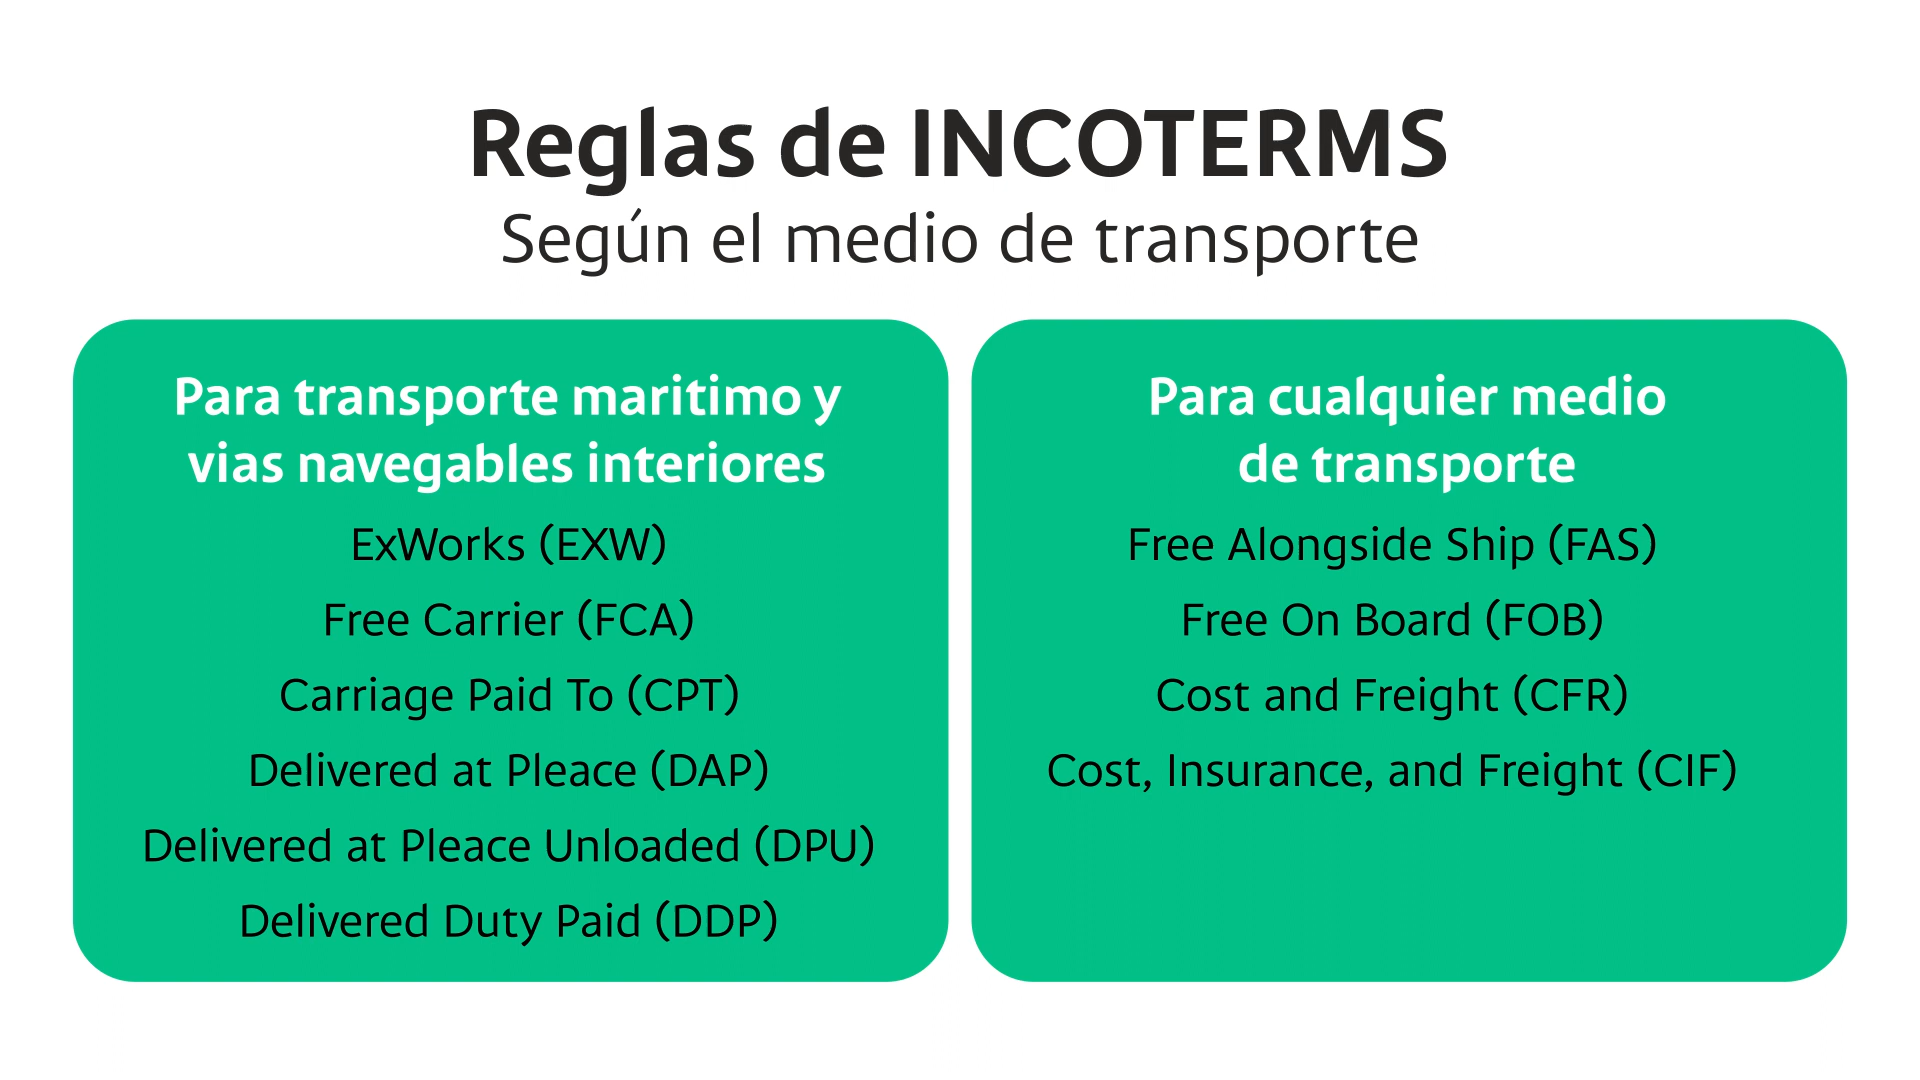 Reglas de INCOTERMS
Según el medio de transporte
Para transporte maritimo y
vias navegables interiores
ExWorks (EXW)
Free Carrier (FCA)
Carriage Paid To (CPT)
Delivered at Pleace (DAP)
Delivered at Pleace Unloaded (DPU)
Delivered Duty Paid (DDP)
Para cualquier medio
de transporte
Free Alongside Ship (FAS)
Free On Board (FOB)
Cost and Freight (CFR)
Cost, Insurance, and Freight (CIF)